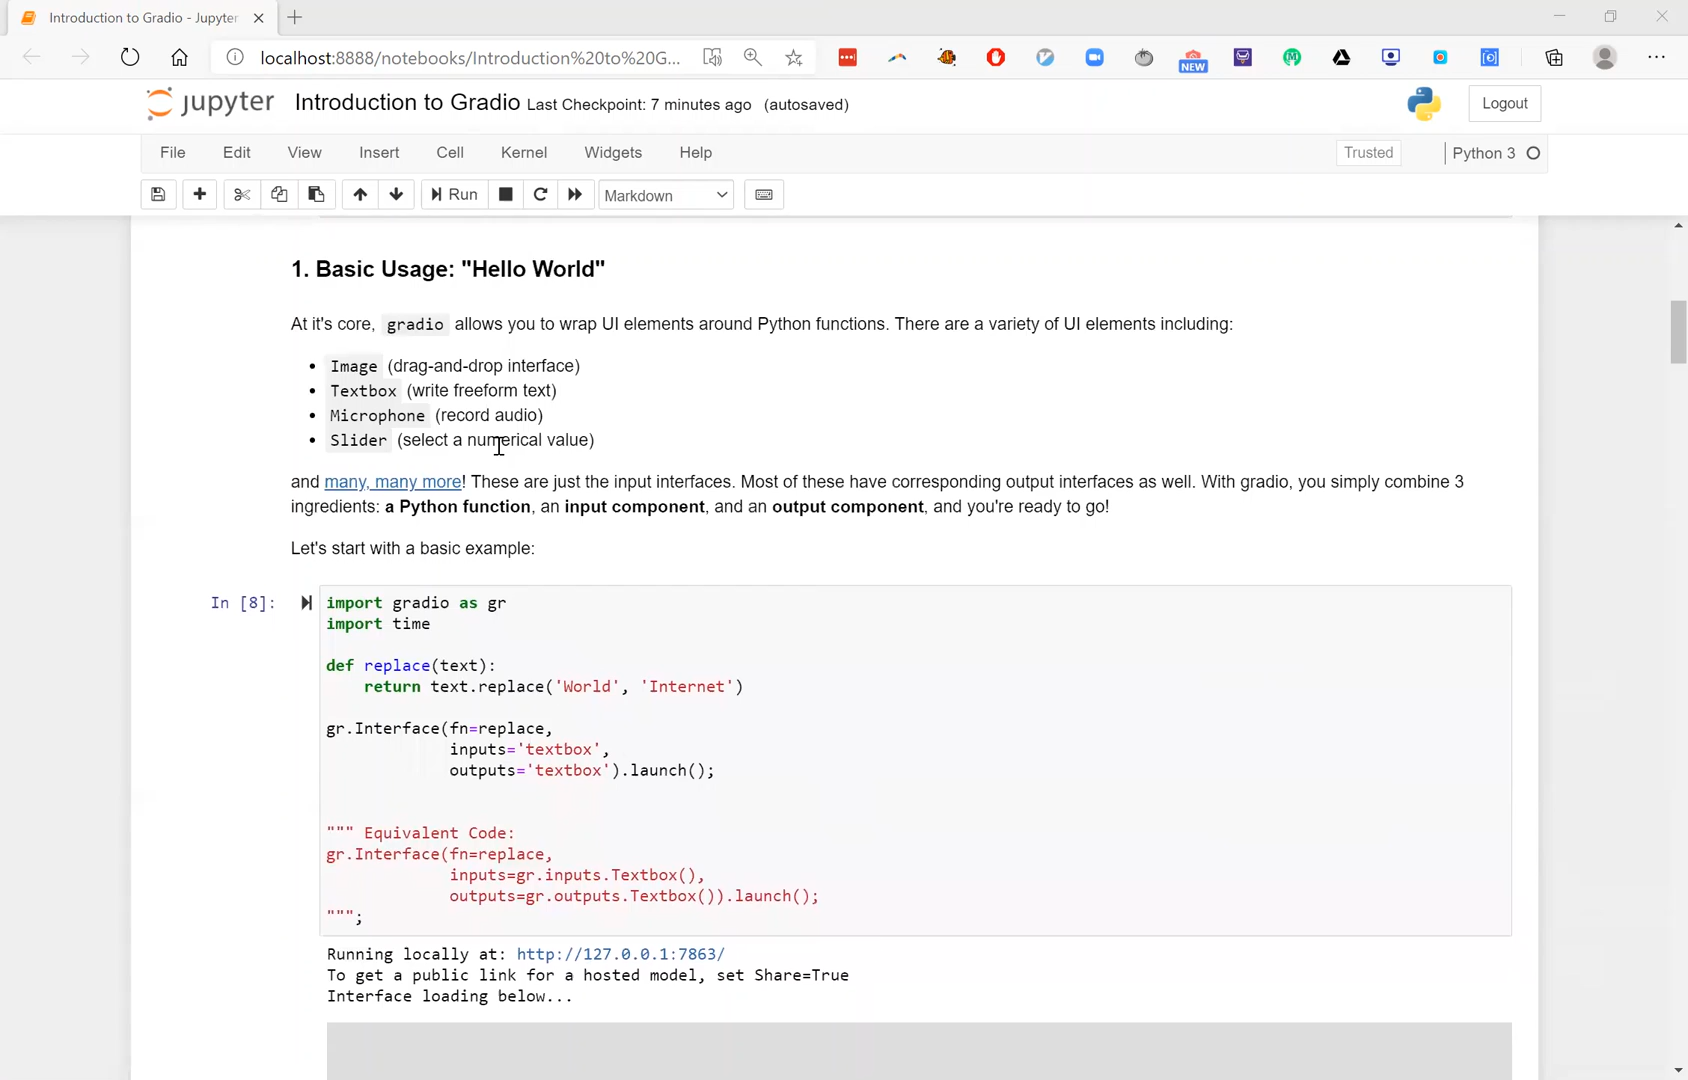 Introduction to Gradio - Jupyter
localhost:8888/notebooks/Introduction%20to%20G...
NEW
jupyter Introduction to Gradio Last Checkpoint: 7 minutes ago (autosaved)
Logout
File Edit View Insert Cell Kernel Widgets Help
Trusted
Python 3
Run
Markdown
1. Basic Usage: "Hello World"
At it's core, gradio allows you to wrap UI elements around Python functions. There are a variety of UI elements including:
• Image (drag-and-drop interface)
• Textbox (write freeform text)
• Microphone (record audio)
• Slider (select a numerical value)
and many, many more! These are just the input interfaces. Most of these have corresponding output interfaces as well. With gradio, you simply combine 3
ingredients: a Python function, an input component, and an output component, and you're ready to go!
Let's start with a basic example:
In [8]:
import gradio as gr
import time
def replace(text):
    return text.replace('World', 'Internet')
gr.Interface(fn=replace,
             inputs='textbox',
             outputs='textbox').launch();
""" Equivalent Code:
gr.Interface(fn=replace,
             inputs=gr.inputs.Textbox(),
             outputs=gr.outputs.Textbox()).launch();
""";
Running locally at: http://127.0.0.1:7863/
To get a public link for a hosted model, set Share=True
Interface loading below...